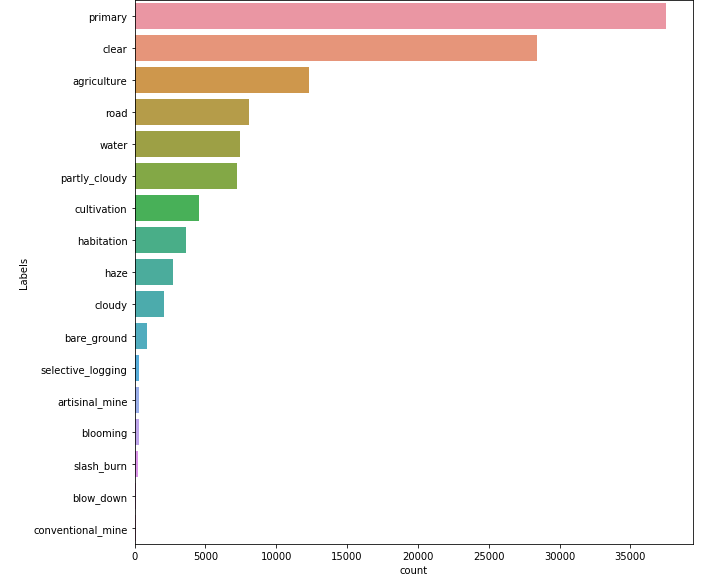 primary
clear
agriculture
road
water
partly_cloudy
cultivation
habitation
haze
cloudy
bare_ground
selective_logging
artisinal_mine
blooming
slash_burn
blow_down
conventional_mine
Labels
0 5000 10000 15000 20000 25000 30000 35000
count